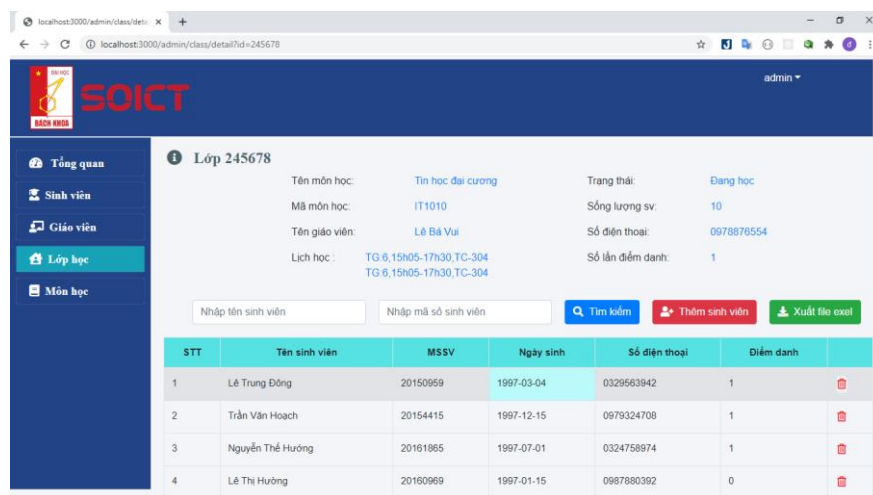 localhost:3000/admin/class/deta
localhost:3000/admin/class/detail?id=245678
ĐẠI HỌC
BÁCH KHOA
SOICT
admin
Tổng quan
Sinh viên
Giáo viên
Lớp học
Môn học
Lớp 245678
Tên môn học: Tin học đại cương Trạng thái: Đang học
Mã môn học: IT1010 Sống lượng sv: 10
Tên giáo viên: Lê Bá Vui Số điện thoại: 0978876554
Lịch học : TG:6,15h05-17h30,TC-304 Số lần điểm danh: 1
TG:6,15h05-17h30,TC-304
Nhập tên sinh viên Nhập mã số sinh viên Tìm kiếm Thêm sinh viên Xuất file exel
STT Tên sinh viên MSSV Ngày sinh Số điện thoại Điểm danh
1 Lê Trung Đông 20150959 1997-03-04 0329563942 1
2 Trần Văn Hoạch 20154415 1997-12-15 0979324708 1
3 Nguyễn Thế Hướng 20161865 1997-07-01 0324758974 1
4 Lê Thị Hường 20160969 1997-01-15 0987880392 0